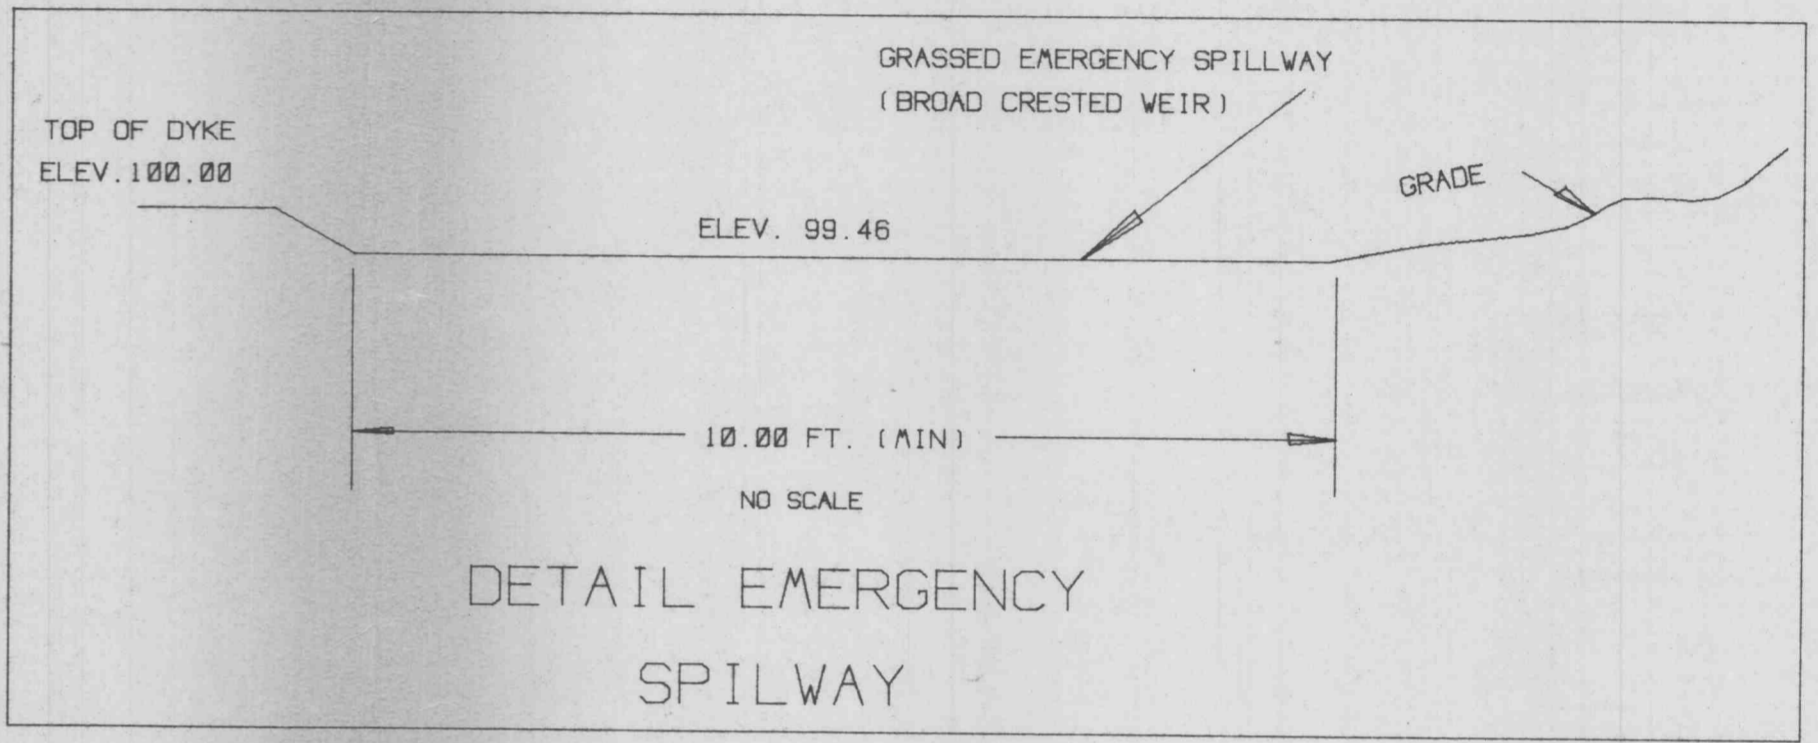 GRASSED EMERGENCY SPILLWAY
(BROAD CRESTED WEIR)
TOP OF DYKE
ELEV.100.00
GRADE
ELEV. 99.46
10.00 FT. (MIN)
NO SCALE
DETAIL EMERGENCY
SPILWAY